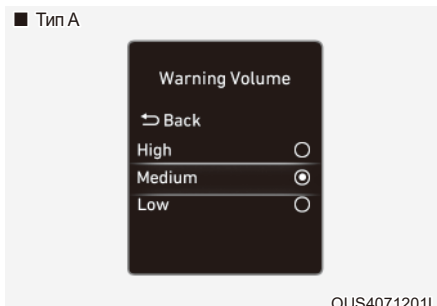 ■ Тип А
Warning Volume
⮌ Back
High
Medium
Low
OUS4071201L